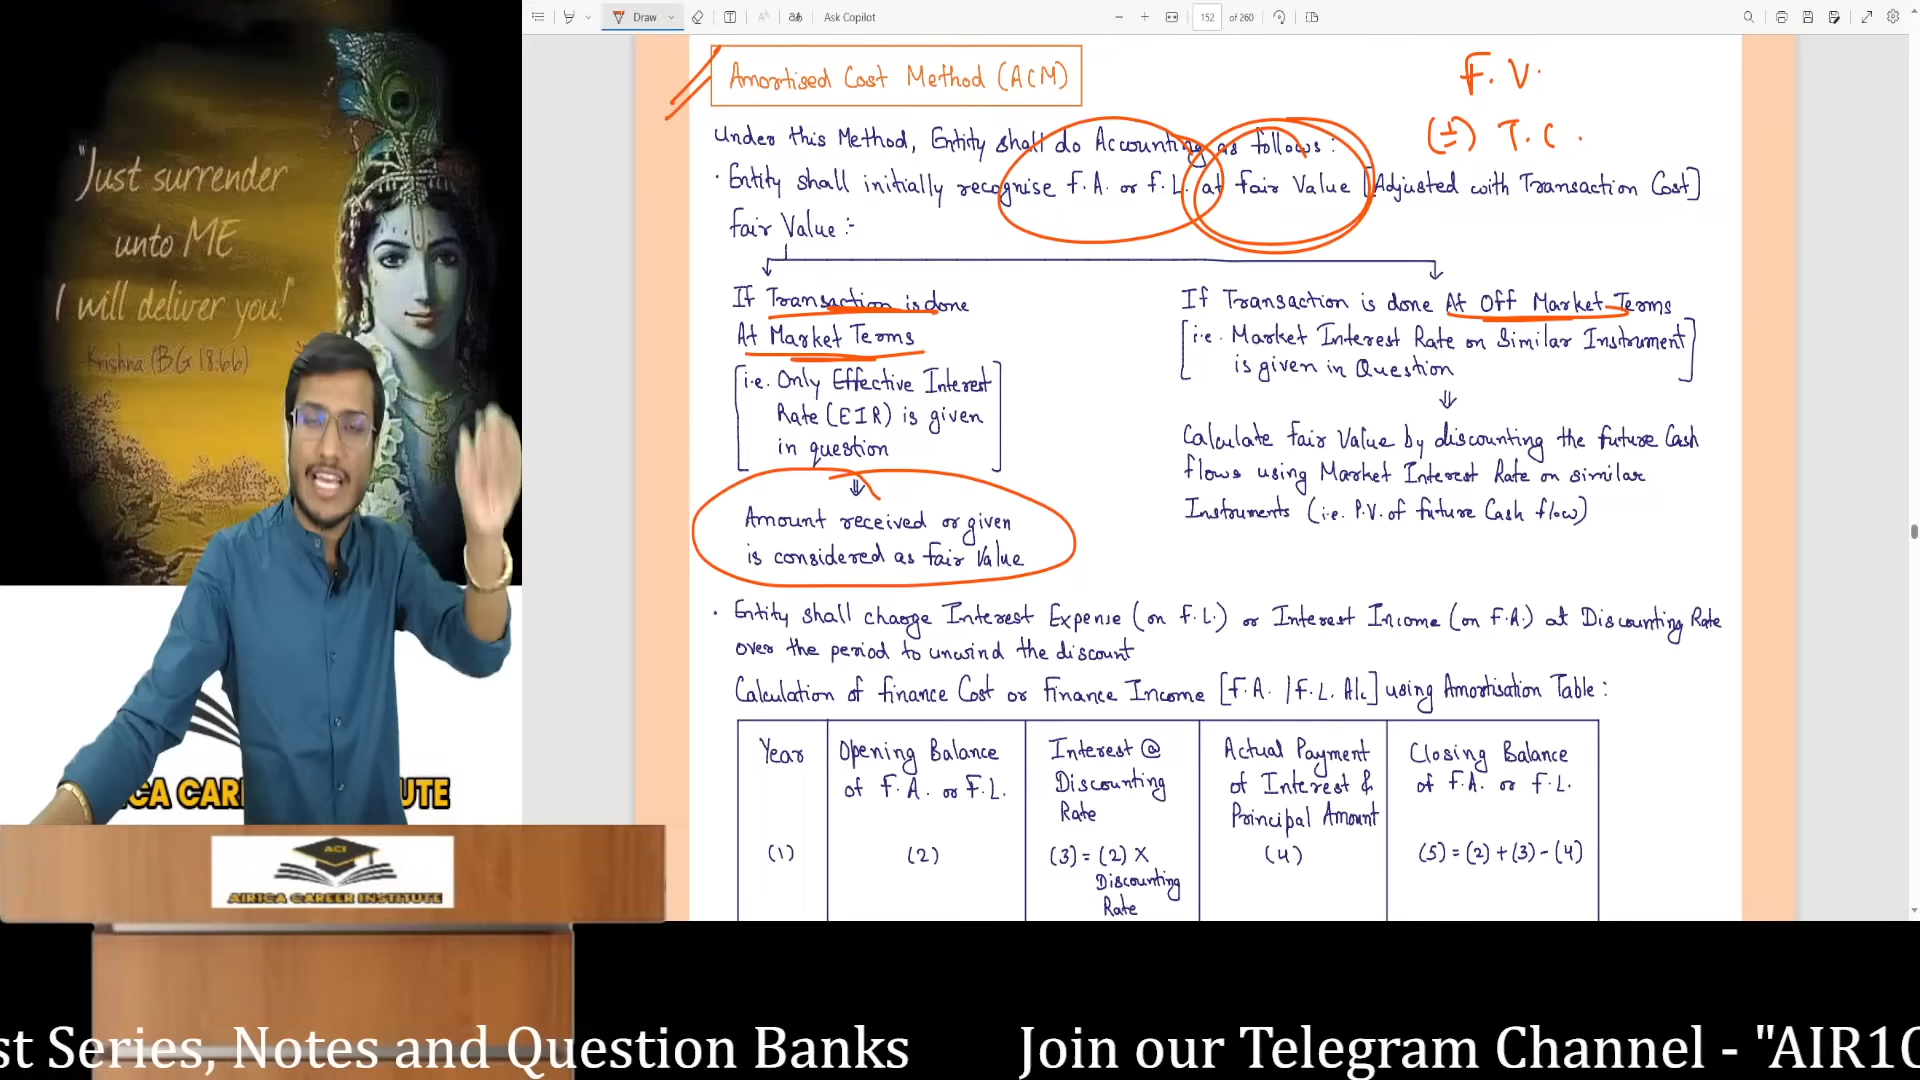 Draw
Ask Copilot
152 of 260
"Just surrender
unto ME
I will deliver you!"
-Krishna (B.G 18:66)
Amortised Cost Method (ACM)
F.V.
(±) T.C.
Under this Method, Entity shall do Accounting as follows:
· Entity shall initially recognise F.A. or F.L. at Fair Value [Adjusted with Transaction Cost]
Fair Value :-
If Transaction is done
At Market Terms
[i.e. Only Effective Interest
Rate (EIR) is given
in question]
⇓
Amount received or given
is considered as Fair Value
If Transaction is done At Off Market Terms
[i.e. Market Interest Rate on Similar Instrument
is given in Question]
⇓
Calculate Fair Value by discounting the Future Cash
flows using Market Interest Rate on similar
Instruments (i.e. P.V. of future Cash flow)
· Entity shall charge Interest Expense (on F.L.) or Interest Income (on F.A.) at Discounting Rate
over the period to unwind the discount
Calculation of Finance Cost or Finance Income [F.A. | F.L. A/c] using Amortisation Table :
Year
(1)
Opening Balance
of F.A. or F.L.
(2)
Interest @
Discounting
Rate
(3) = (2) X
Discounting
Rate
Actual Payment
of Interest &
Principal Amount
(4)
Closing Balance
of F.A. or F.L.
(5) = (2) + (3) - (4)
CA CAR UTE
ACI
AIRICA CAREER INSTITUTE
st Series, Notes and Question Banks Join our Telegram Channel - "AIR1